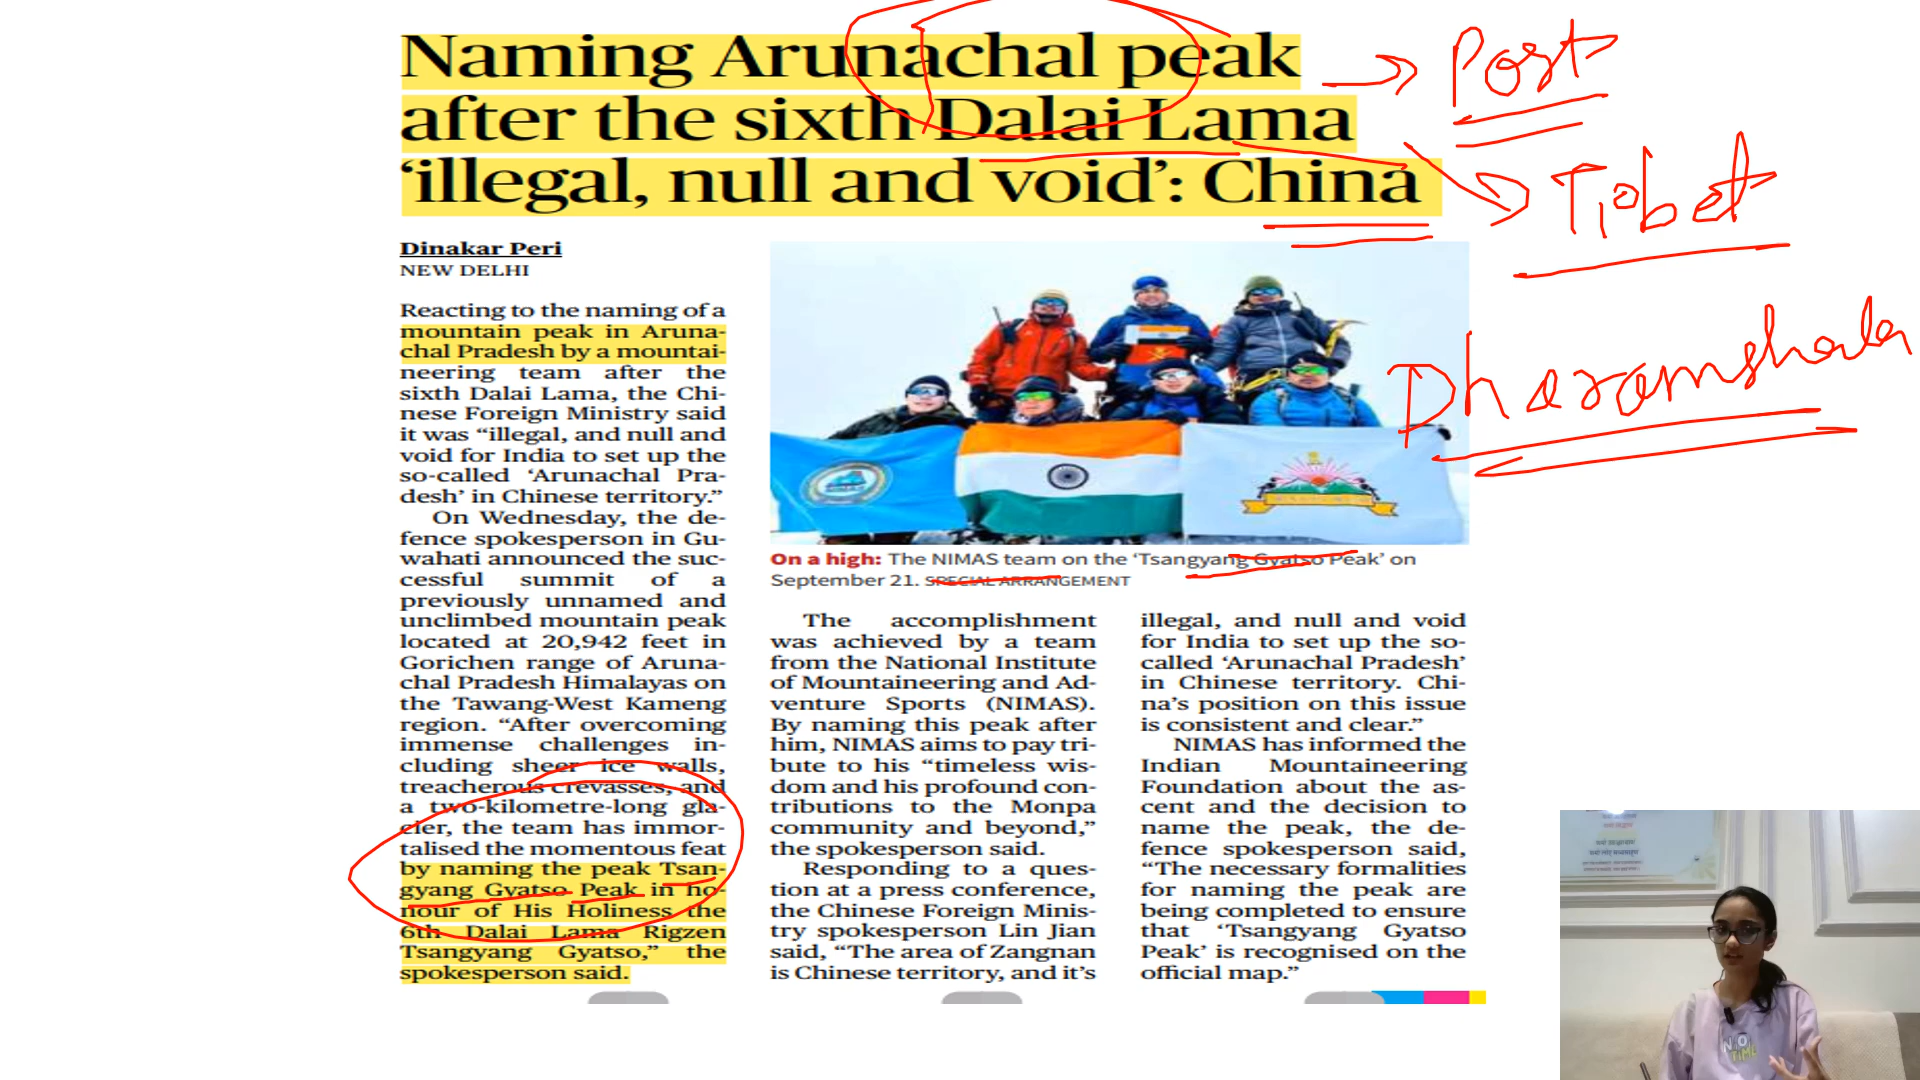 Naming Arunachal peak
after the sixth Dalai Lama
‘illegal, null and void’: China
Post
Tibet
Dharamshala
Dinakar Peri
NEW DELHI
Reacting to the naming of a
mountain peak in Aruna-
chal Pradesh by a mountai-
neering team after the
sixth Dalai Lama, the Chi-
nese Foreign Ministry said
it was “illegal, and null and
void for India to set up the
so-called ‘Arunachal Pra-
desh’ in Chinese territory.”
On Wednesday, the de-
fence spokesperson in Gu-
wahati announced the suc-
cessful summit of a
previously unnamed and
unclimbed mountain peak
located at 20,942 feet in
Gorichen range of Aruna-
chal Pradesh Himalayas on
the Tawang-West Kameng
region. “After overcoming
immense challenges in-
cluding sheer ice walls,
treacherous crevasses, and
a two-kilometre-long gla-
cier, the team has immor-
talised the momentous feat
by naming the peak Tsan-
gyang Gyatso Peak in ho-
nour of His Holiness the
6th Dalai Lama Rigzen
Tsangyang Gyatso,” the
spokesperson said.
On a high: The NIMAS team on the ‘Tsangyang Gyatso Peak’ on
September 21. SPECIAL ARRANGEMENT
The accomplishment
was achieved by a team
from the National Institute
of Mountaineering and Ad-
venture Sports (NIMAS).
By naming this peak after
him, NIMAS aims to pay tri-
bute to his “timeless wis-
dom and his profound con-
tributions to the Monpa
community and beyond,”
the spokesperson said.
Responding to a ques-
tion at a press conference,
the Chinese Foreign Minis-
try spokesperson Lin Jian
said, “The area of Zangnan
is Chinese territory, and it’s
illegal, and null and void
for India to set up the so-
called ‘Arunachal Pradesh’
in Chinese territory. Chi-
na’s position on this issue
is consistent and clear.”
NIMAS has informed the
Indian Mountaineering
Foundation about the as-
cent and the decision to
name the peak, the de-
fence spokesperson said,
“The necessary formalities
for naming the peak are
being completed to ensure
that ‘Tsangyang Gyatso
Peak’ is recognised on the
official map.”
NO
TIME